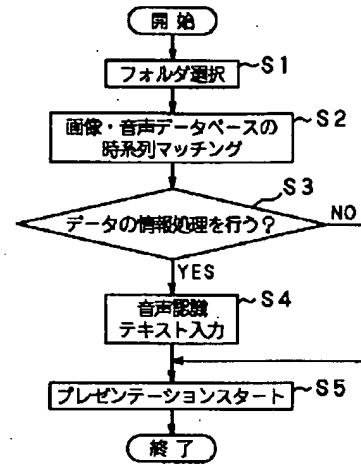 開始
フォルダ選択
S1
画像・音声データベースの
時系列マッチング
S2
データの情報処理を行う?
S3
NO
YES
音声認識
テキスト入力
S4
プレゼンテーションスタート
S5
終了